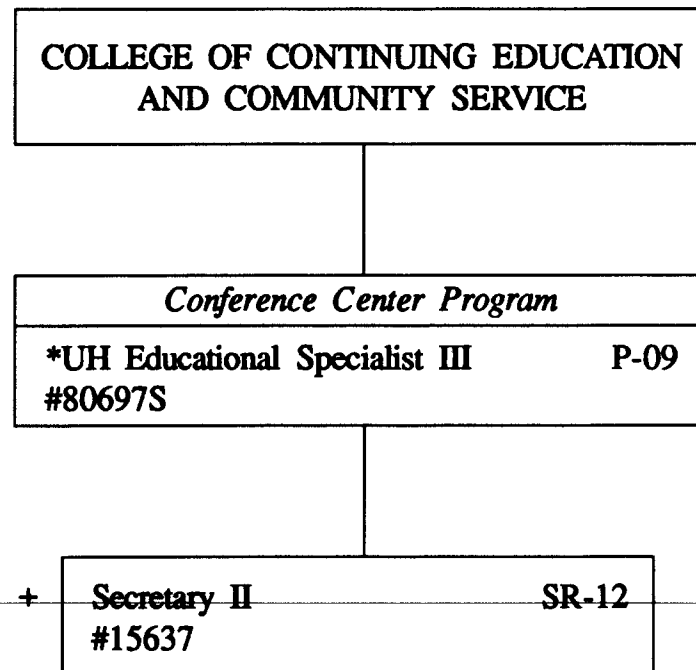 COLLEGE OF CONTINUING EDUCATION
AND COMMUNITY SERVICE
Conference Center Program
*UH Educational Specialist III P-09
#80697S
+ Secretary II SR-12
#15637